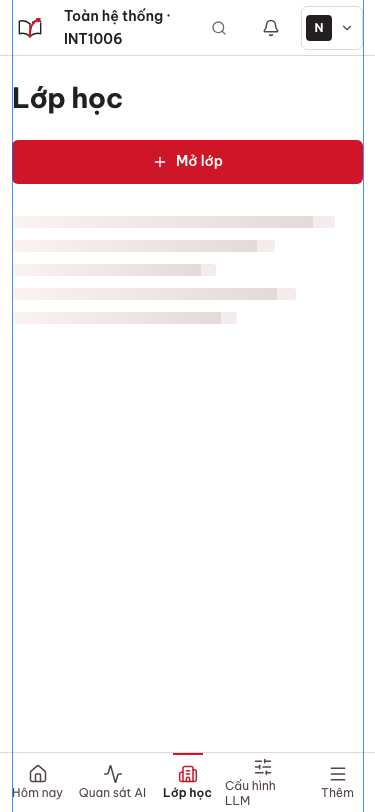 Toàn hệ thống ·
INT1006
N
Lớp học
Mở lớp
Hôm nay
Quan sát AI
Lớp học
Cấu hình
LLM
Thêm